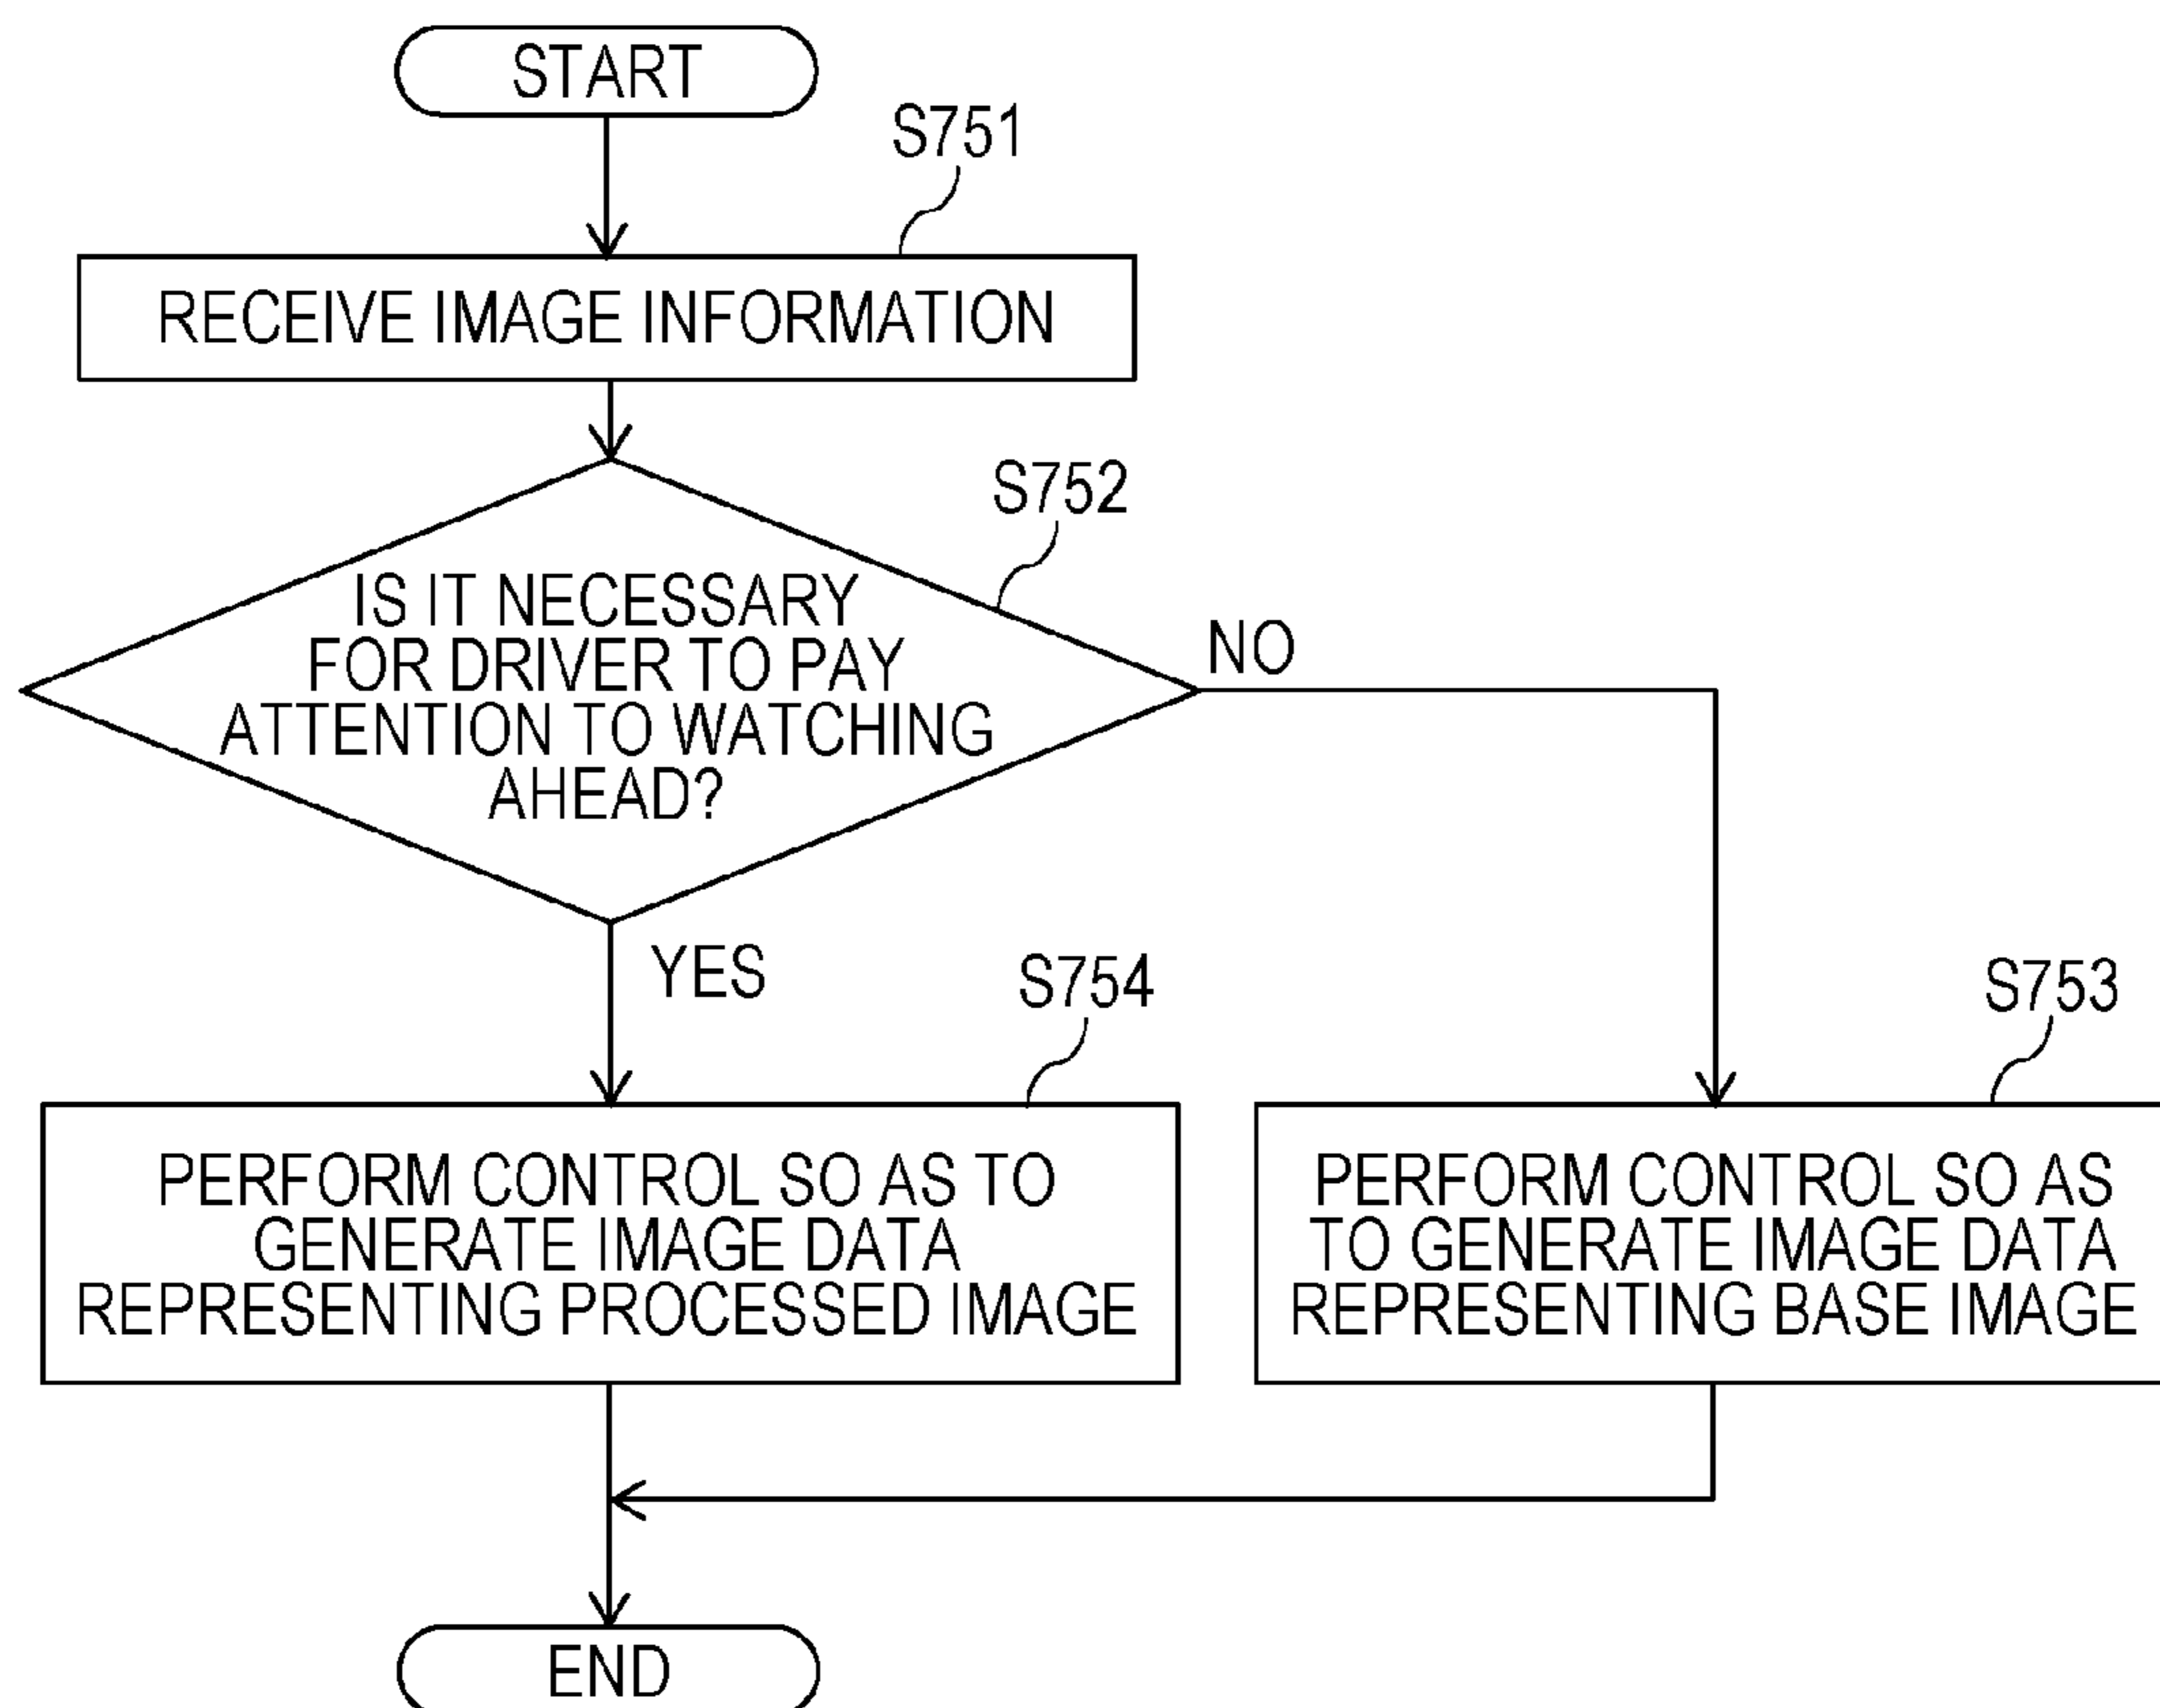 START
S751
RECEIVE IMAGE INFORMATION
S752
IS IT NECESSARY
FOR DRIVER TO PAY
ATTENTION TO WATCHING
AHEAD?
NO
YES
S754
PERFORM CONTROL SO AS TO
GENERATE IMAGE DATA
REPRESENTING PROCESSED IMAGE
S753
PERFORM CONTROL SO AS
TO GENERATE IMAGE DATA
REPRESENTING BASE IMAGE
END